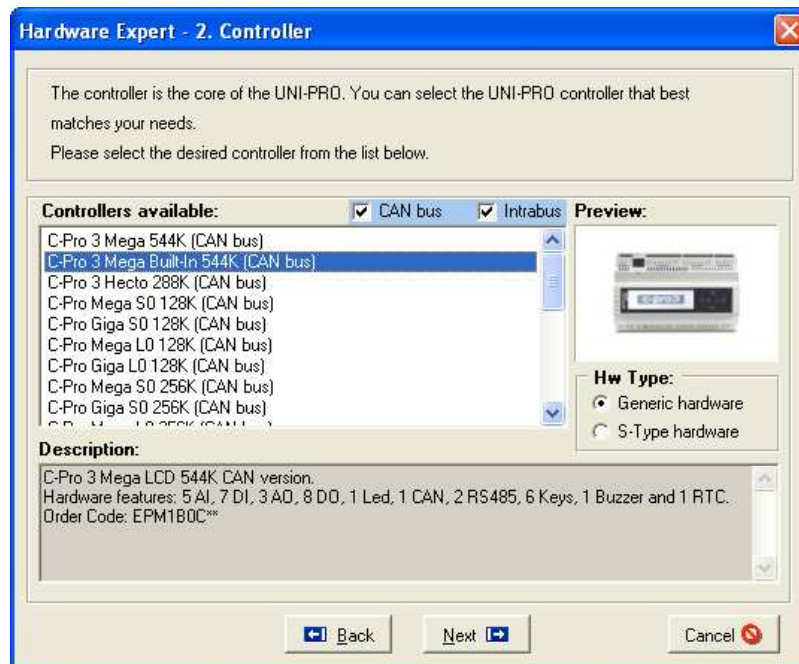 Hardware Expert - 2. Controller
The controller is the core of the UNI-PRO. You can select the UNI-PRO controller that best
matches your needs.
Please select the desired controller from the list below.
Controllers available:
CAN bus
Intrabus
Preview:
C-Pro 3 Mega 544K (CAN bus)
C-Pro 3 Mega Built-In 544K (CAN bus)
C-Pro 3 Hecto 288K (CAN bus)
C-Pro Mega S0 128K (CAN bus)
C-Pro Giga S0 128K (CAN bus)
C-Pro Mega L0 128K (CAN bus)
C-Pro Giga L0 128K (CAN bus)
C-Pro Mega S0 256K (CAN bus)
C-Pro Giga S0 256K (CAN bus)
Hw Type:
Generic hardware
S-Type hardware
Description:
C-Pro 3 Mega LCD 544K CAN version.
Hardware features: 5 AI, 7 DI, 3 AO, 8 DO, 1 Led, 1 CAN, 2 RS485, 6 Keys, 1 Buzzer and 1 RTC.
Order Code: EPM1B0C**
Back
Next
Cancel